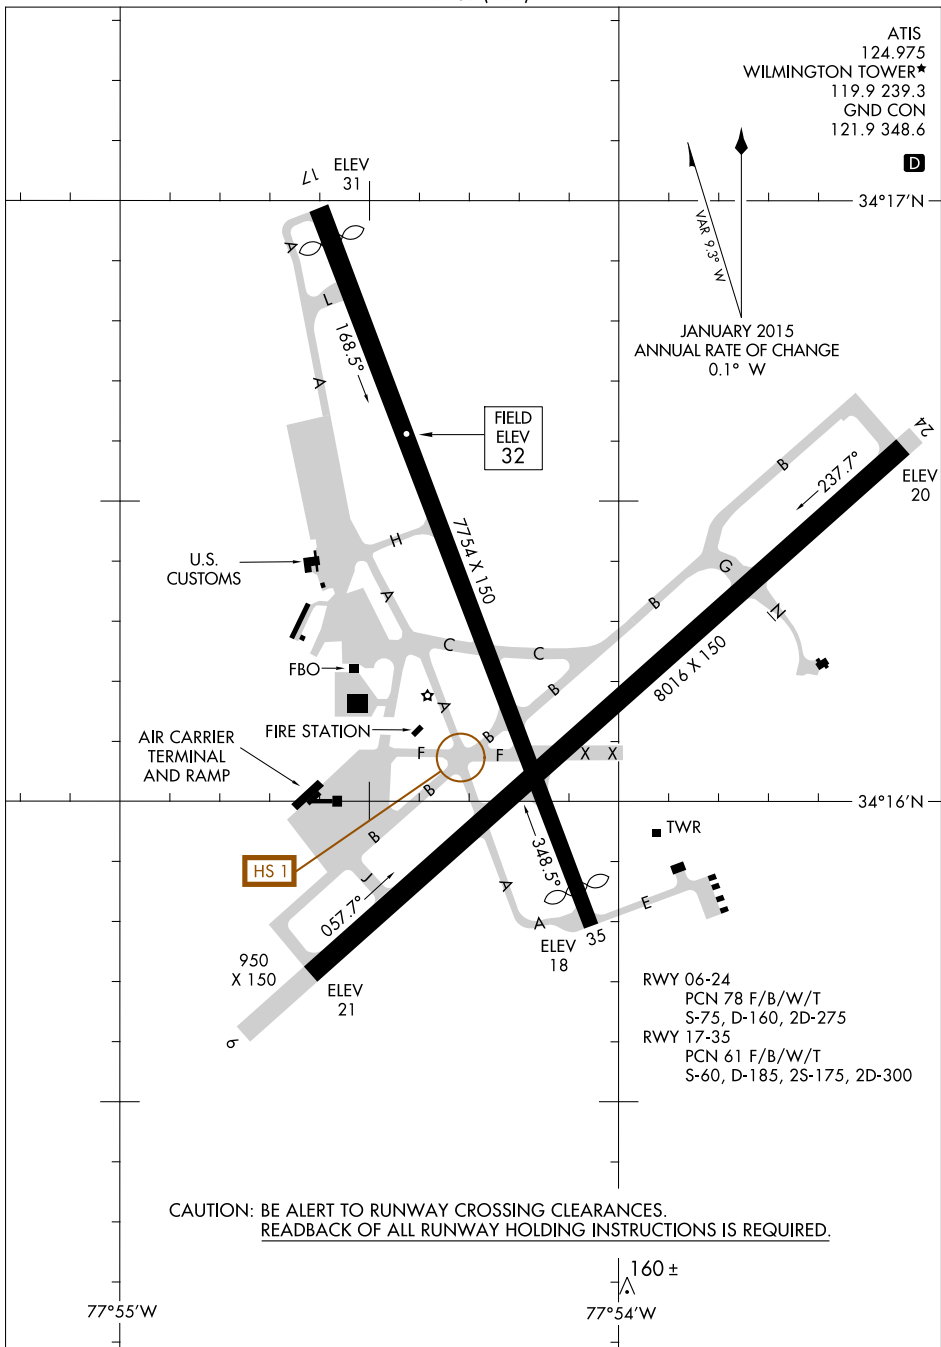 ATIS
124.975
WILMINGTON TOWER★
119.9 239.3
GND CON
121.9 348.6
D
34°17'N
VAR 9.3° W
JANUARY 2015
ANNUAL RATE OF CHANGE
0.1° W
17
ELEV
31
A
L
168.5°
A
FIELD
ELEV
32
24
ELEV
20
237.7°
B
7754 X 150
H
A
G
N
B
U.S.
CUSTOMS
C
C
8016 X 150
B
FBO
A
FIRE STATION
B
F
F
X
X
AIR CARRIER
TERMINAL
AND RAMP
B
34°16'N
B
TWR
HS 1
J
348.5°
A
A
E
057.7°
35
ELEV
18
950
X 150
ELEV
21
6
RWY 06-24
PCN 78 F/B/W/T
S-75, D-160, 2D-275
RWY 17-35
PCN 61 F/B/W/T
S-60, D-185, 2S-175, 2D-300
CAUTION: BE ALERT TO RUNWAY CROSSING CLEARANCES.
READBACK OF ALL RUNWAY HOLDING INSTRUCTIONS IS REQUIRED.
160 ±
77°55'W
77°54'W